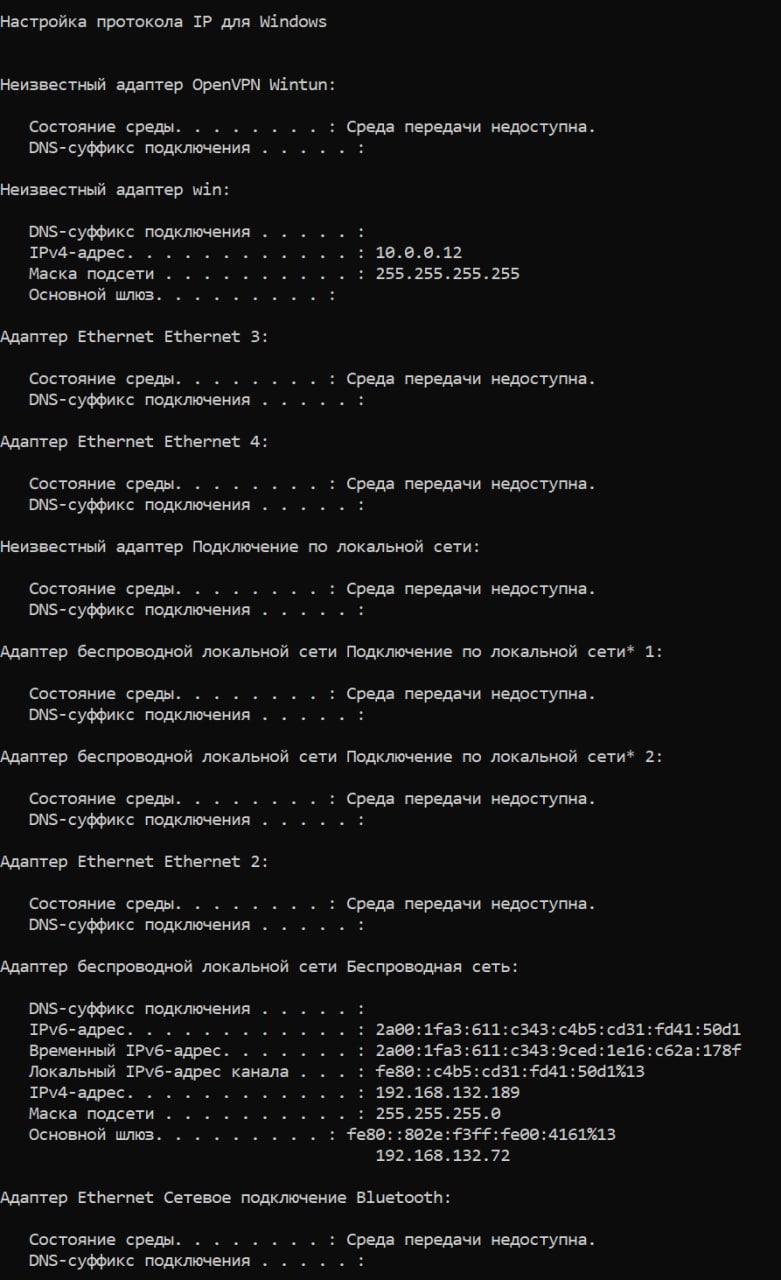 Настройка протокола IP для Windows
Неизвестный адаптер OpenVPN Wintun:
Состояние среды. . . . . . . . : Среда передачи недоступна.
DNS-суффикс подключения . . . . . :
Неизвестный адаптер win:
DNS-суффикс подключения . . . . . :
IPv4-адрес. . . . . . . . . . . . : 10.0.0.12
Маска подсети . . . . . . . . . . : 255.255.255.255
Основной шлюз. . . . . . . . . :
Адаптер Ethernet Ethernet 3:
Состояние среды. . . . . . . . : Среда передачи недоступна.
DNS-суффикс подключения . . . . . :
Адаптер Ethernet Ethernet 4:
Состояние среды. . . . . . . . : Среда передачи недоступна.
DNS-суффикс подключения . . . . . :
Неизвестный адаптер Подключение по локальной сети:
Состояние среды. . . . . . . . : Среда передачи недоступна.
DNS-суффикс подключения . . . . . :
Адаптер беспроводной локальной сети Подключение по локальной сети* 1:
Состояние среды. . . . . . . . : Среда передачи недоступна.
DNS-суффикс подключения . . . . . :
Адаптер беспроводной локальной сети Подключение по локальной сети* 2:
Состояние среды. . . . . . . . : Среда передачи недоступна.
DNS-суффикс подключения . . . . . :
Адаптер Ethernet Ethernet 2:
Состояние среды. . . . . . . . : Среда передачи недоступна.
DNS-суффикс подключения . . . . . :
Адаптер беспроводной локальной сети Беспроводная сеть:
DNS-суффикс подключения . . . . . :
IPv6-адрес. . . . . . . . . . . . : 2a00:1fa3:611:c343:c4b5:cd31:fd41:50d1
Временный IPv6-адрес. . . . . . . : 2a00:1fa3:611:c343:9ced:1e16:c62a:178f
Локальный IPv6-адрес канала . . . : fe80::c4b5:cd31:fd41:50d1%13
IPv4-адрес. . . . . . . . . . . . : 192.168.132.189
Маска подсети . . . . . . . . . . : 255.255.255.0
Основной шлюз. . . . . . . . . : fe80::802e:f3ff:fe00:4161%13
192.168.132.72
Адаптер Ethernet Сетевое подключение Bluetooth:
Состояние среды. . . . . . . . : Среда передачи недоступна.
DNS-суффикс подключения . . . . . :